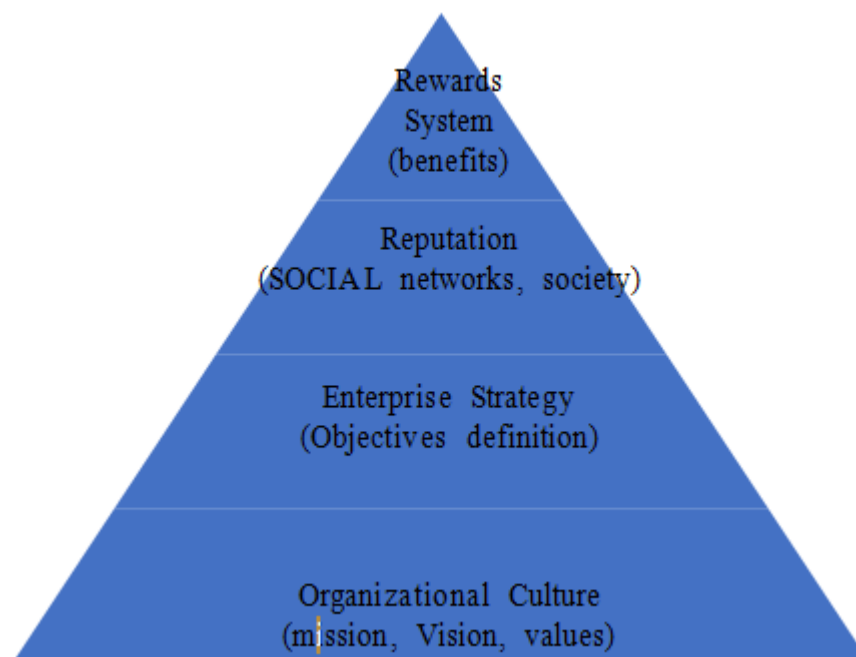 Rewards
System
(benefits)
Reputation
(SOCIAL networks, society)
Enterprise Strategy
(Objectives definition)
Organizational Culture
(mission, Vision, values)